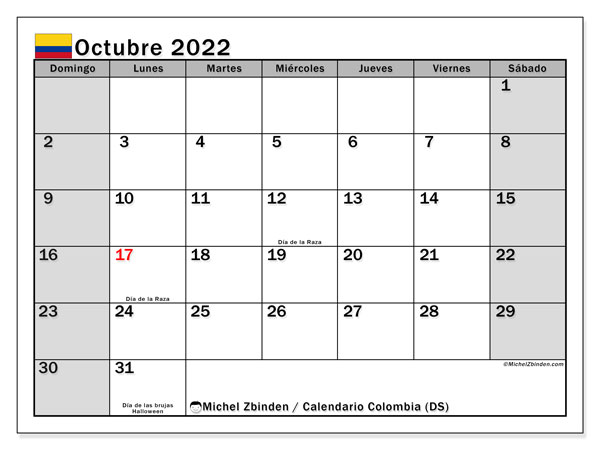 Octubre 2022
Domingo Lunes Martes Miércoles Jueves Viernes Sábado
1
2 3 4 5 6 7 8
9 10 11 12 13 14 15
Día de la Raza
16 17 18 19 20 21 22
Día de la Raza
23 24 25 26 27 28 29
30 31
©MichelZbinden.com
Día de las brujas
Halloween
Michel Zbinden / Calendario Colombia (DS)